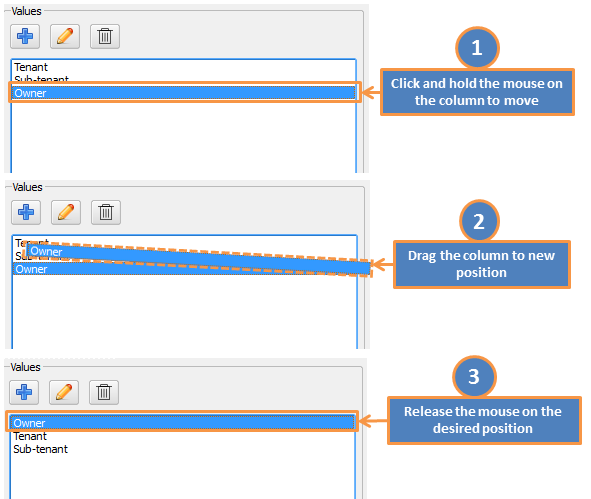 Values
Tenant
Sub-tenant
Owner
1
Click and hold the mouse on
the column to move
Values
Tenant
Owner
Owner
2
Drag the column to new
position
Values
Owner
Tenant
Sub-tenant
3
Release the mouse on the
desired position